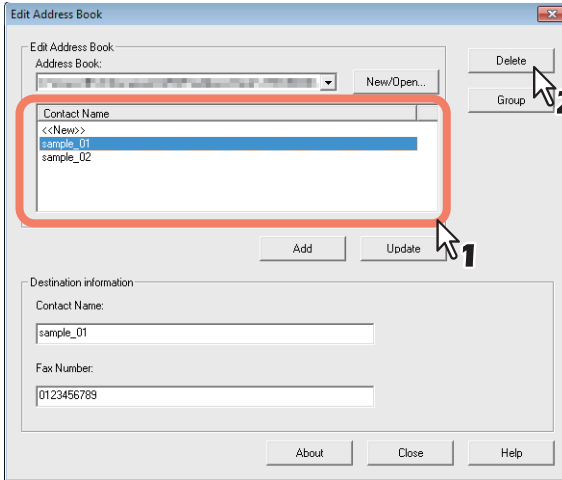 Edit Address Book
Edit Address Book
Address Book:
New/Open...
Delete
Group
2
Contact Name
<<New>>
sample_01
sample_02
Add
Update
1
Destination information
Contact Name:
sample_01
Fax Number:
0123456789
About
Close
Help